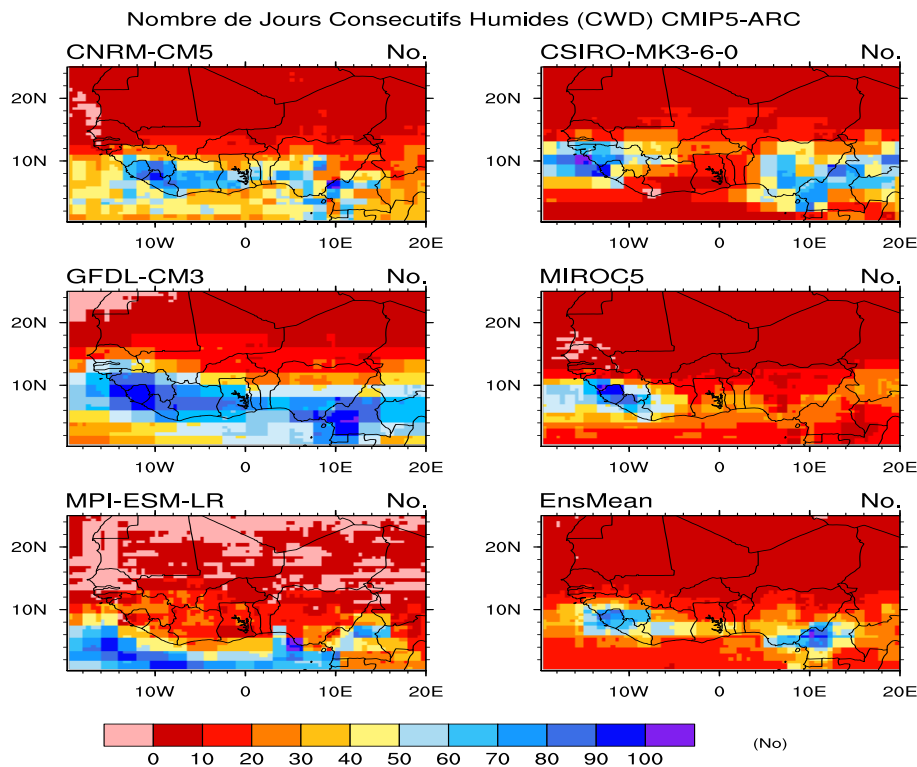 Nombre de Jours Consecutifs Humides (CWD) CMIP5-ARC
CNRM-CM5 No. CSIRO-MK3-6-0 No.
20N 20N
10N 10N
10W 0 10E 20E 10W 0 10E 20E
GFDL-CM3 No. MIROC5 No.
20N 20N
10N 10N
10W 0 10E 20E 10W 0 10E 20E
MPI-ESM-LR No. EnsMean No.
20N 20N
10N 10N
10W 0 10E 20E 10W 0 10E 20E
0 10 20 30 40 50 60 70 80 90 100 (No)